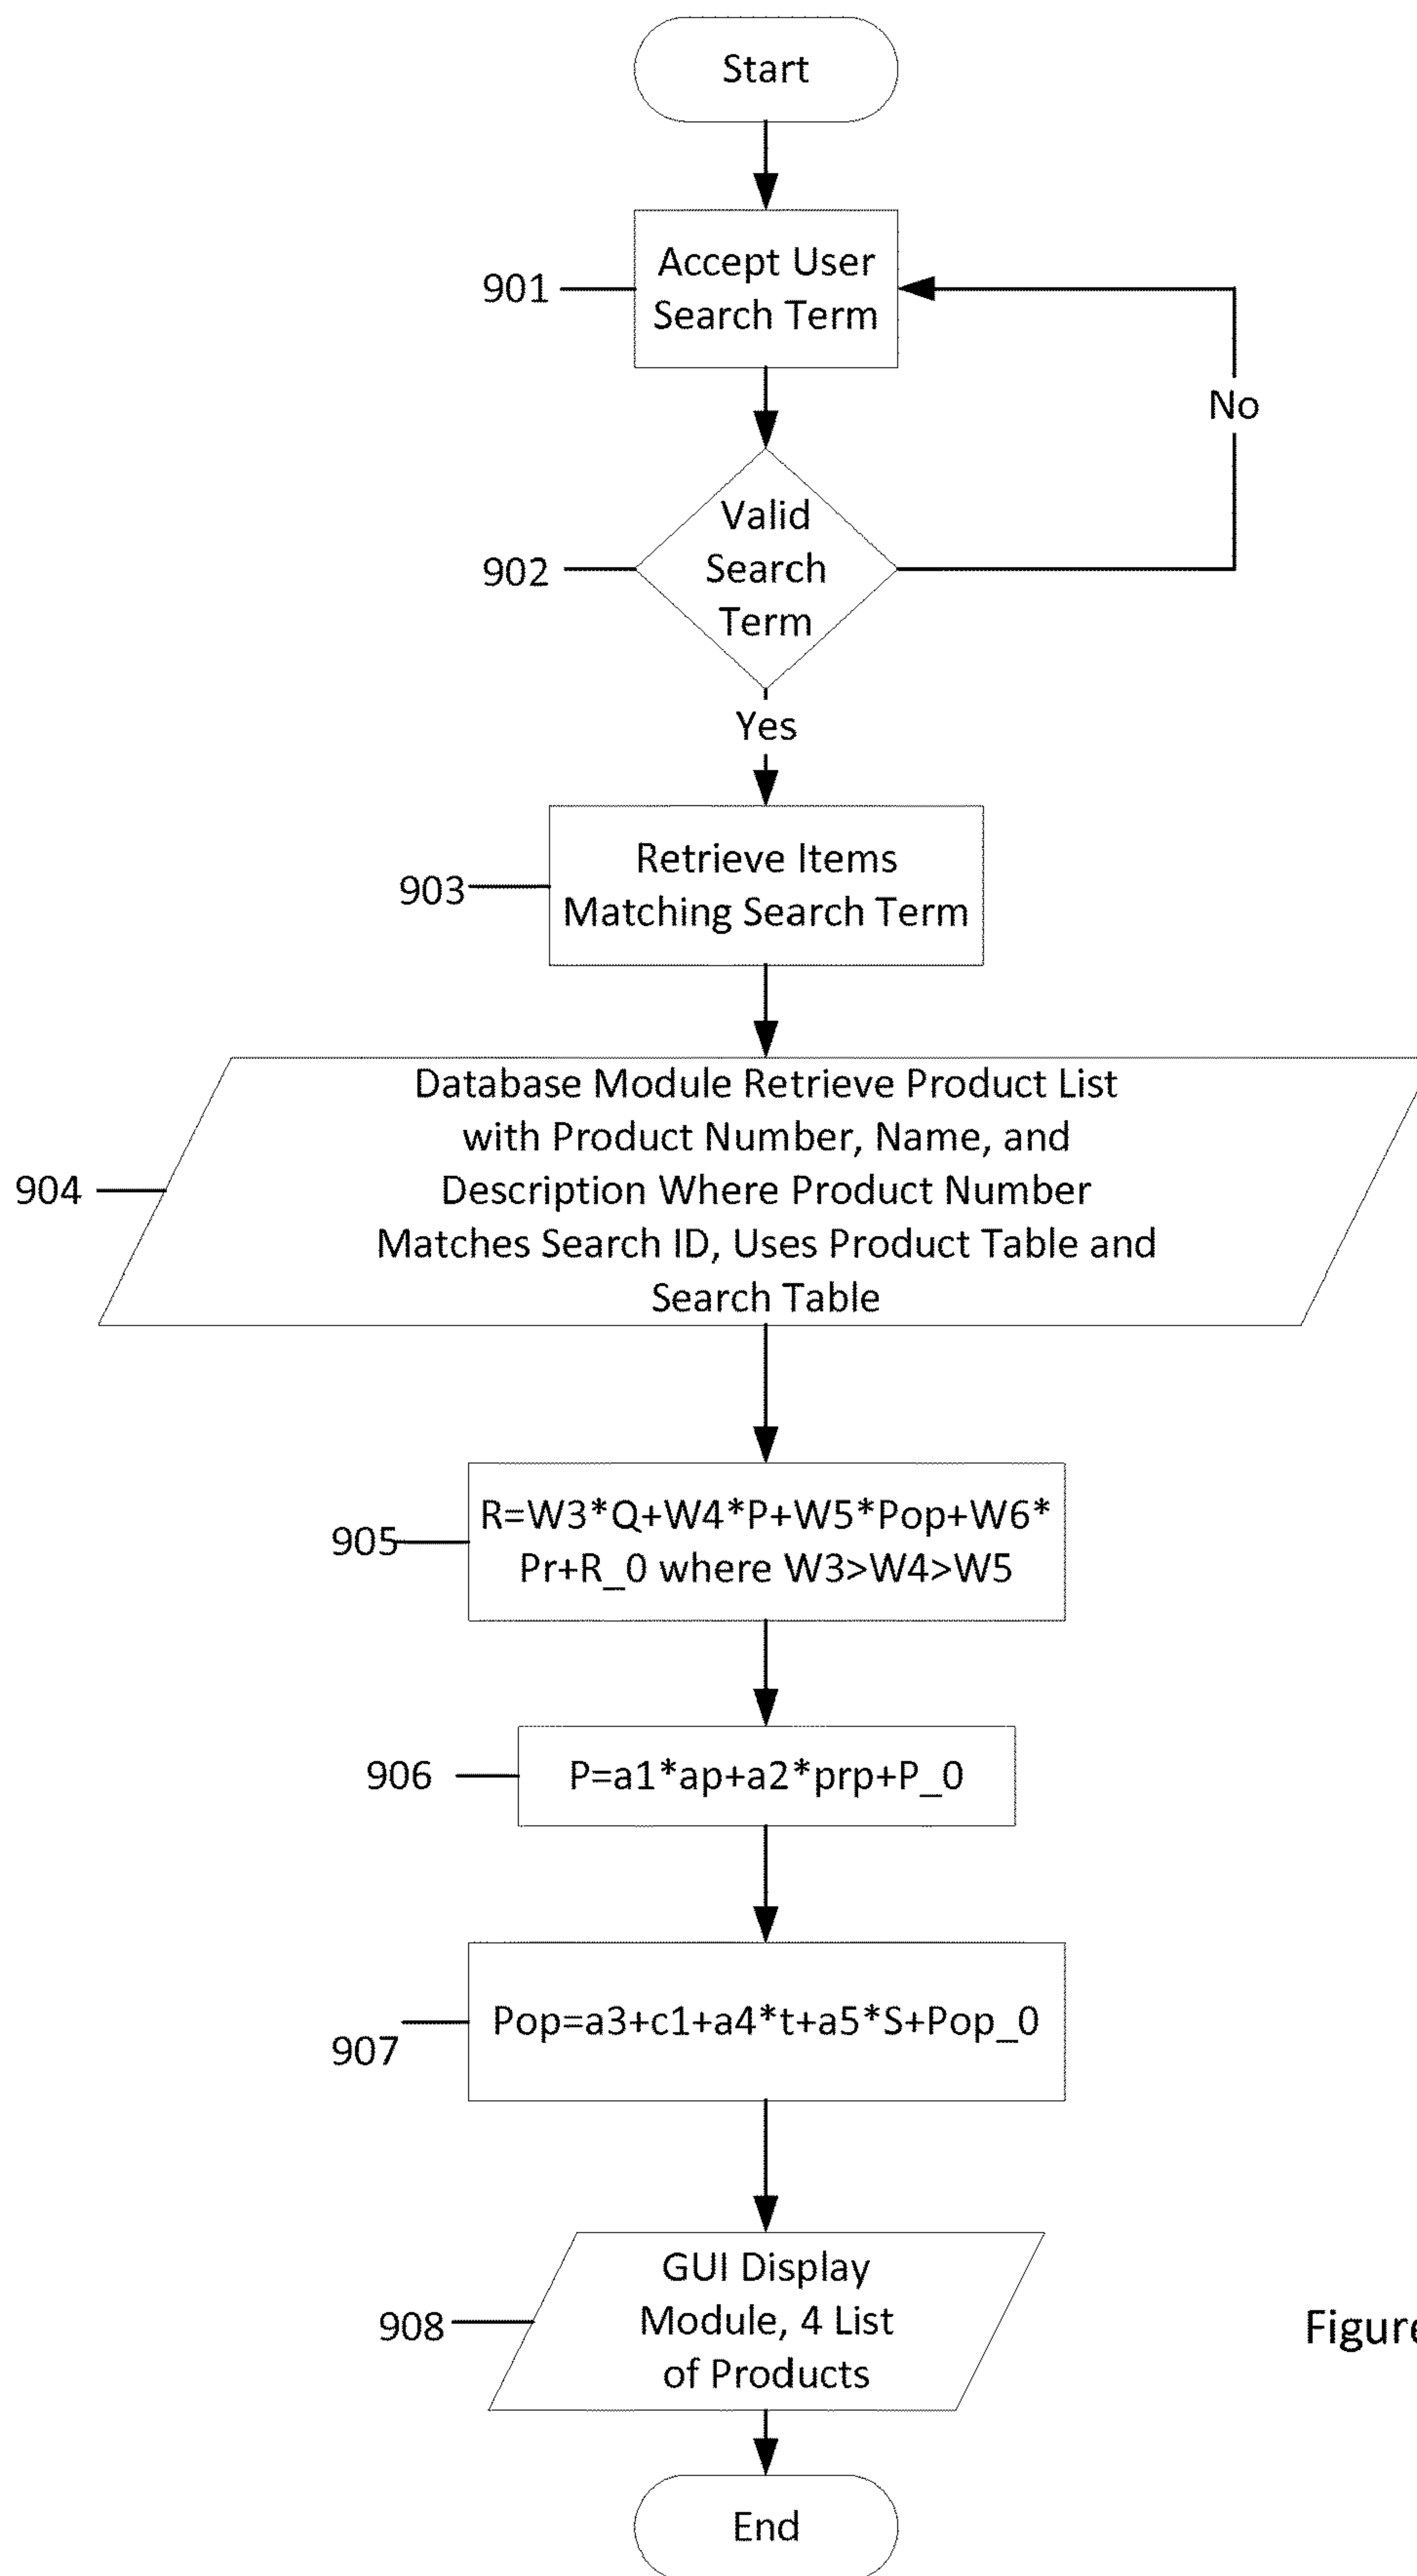 Start
901
Accept User
Search Term
No
902
Valid
Search
Term
Yes
903
Retrieve Items
Matching Search Term
904
Database Module Retrieve Product List
with Product Number, Name, and
Description Where Product Number
Matches Search ID, Uses Product Table and
Search Table
905
R=W3*Q+W4*P+W5*Pop+W6*
Pr+R_0 where W3>W4>W5
906
P=a1*ap+a2*prp+P_0
907
Pop=a3+c1+a4*t+a5*S+Pop_0
908
GUI Display
Module, 4 List
of Products
Figure
End